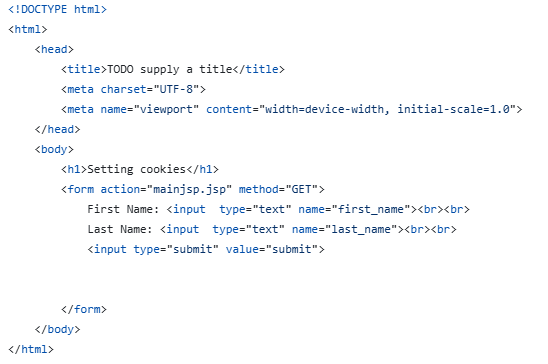 <!DOCTYPE html>
<html>
    <head>
        <title>TODO supply a title</title>
        <meta charset="UTF-8">
        <meta name="viewport" content="width=device-width, initial-scale=1.0">
    </head>
    <body>
        <h1>Setting cookies</h1>
        <form action="mainjsp.jsp" method="GET">
            First Name: <input  type="text" name="first_name"><br><br>
            Last Name: <input  type="text" name="last_name"><br><br>
            <input type="submit" value="submit">
        </form>
    </body>
</html>